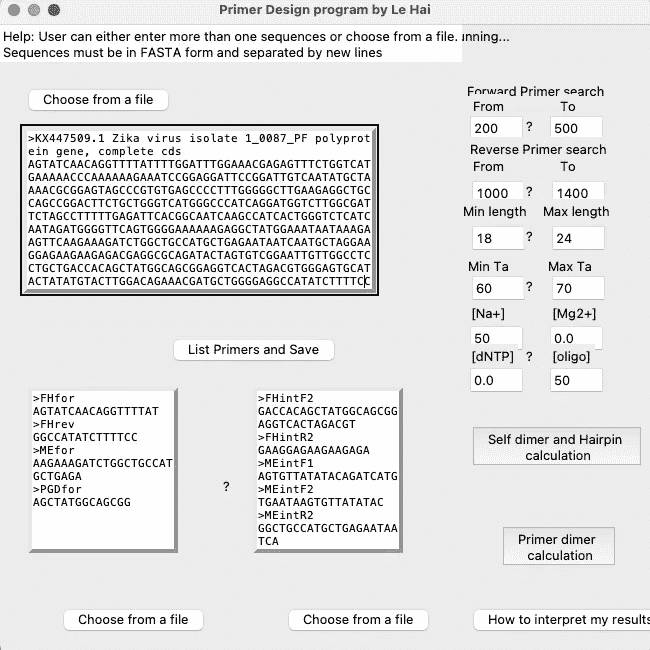 Primer Design program by Le Hai
Help: User can either enter more than one sequences or choose from a file. unning...
Sequences must be in FASTA form and separated by new lines
Choose from a file
>KX447509.1 Zika virus isolate 1_0087_PF polyprot
ein gene, complete cds
AGTATCAACAGGTTTTATTTTGGATTTGGAAACGAGAGTTTCTGGTCAT
GAAAAACCCAAAAAAGAAATCCGGAGGATTCCGGATTGTCAATATGCTA
AAACGCGGAGTAGCCCGTGTGAGCCCCTTTGGGGGCTTGAAGAGGCTGC
CAGCCGGACTTCTGCTGGGTCATGGGCCCATCAGGATGGTCTTGGCGAT
TCTAGCCTTTTTGAGATTCACGGCAATCAAGCCATCACTGGGTCTCATC
AATAGATGGGGTTCAGTGGGGAAAAAAGAGGCTATGGAAATAATAAAGA
AGTTCAAGAAAGATCTGGCTGCCATGCTGAGAATAATCAATGCTAGGAA
GGAGAAGAAGAGACGAGGCGCAGATACTAGTGTCGGAATTGTTGGCCTC
CTGCTGACCACAGCTATGGCAGCGGAGGTCACTAGACGTGGGAGTGCAT
ACTATATGTACTTGGACAGAAACGATGCTGGGGAGGCCATATCTTTTCC
Forward Primer search
From To
200 ? 500
Reverse Primer search
From To
1000 ? 1400
Min length Max length
18 ? 24
Min Ta Max Ta
60 ? 70
[Na+] [Mg2+]
50 0.0
[dNTP] ? [oligo]
0.0 50
List Primers and Save
>FHfor
AGTATCAACAGGTTTTAT
>FHrev
GGCCATATCTTTTCC
>MEfor
AAGAAAGATCTGGCTGCCAT
GCTGAGA
>PGDfor
AGCTATGGCAGCGG
?
>FHintF2
GACCACAGCTATGGCAGCGG
AGGTCACTAGACGT
>FHintR2
GAAGGAGAAGAAGAGA
>MEintF1
AGTGTTATATACAGATCATG
>MEintF2
TGAATAAGTGTTATATAC
>MEintR2
GGCTGCCATGCTGAGAATAA
TCA
Self dimer and Hairpin
calculation
Primer dimer
calculation
Choose from a file
Choose from a file
How to interpret my results